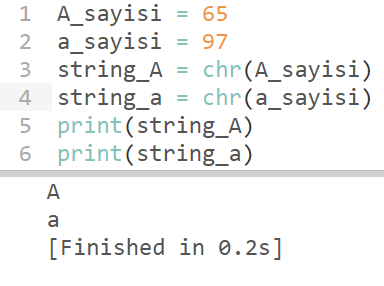 1 A_sayisi = 65
2 a_sayisi = 97
3 string_A = chr(A_sayisi)
4 string_a = chr(a_sayisi)
5 print(string_A)
6 print(string_a)
A
a
[Finished in 0.2s]